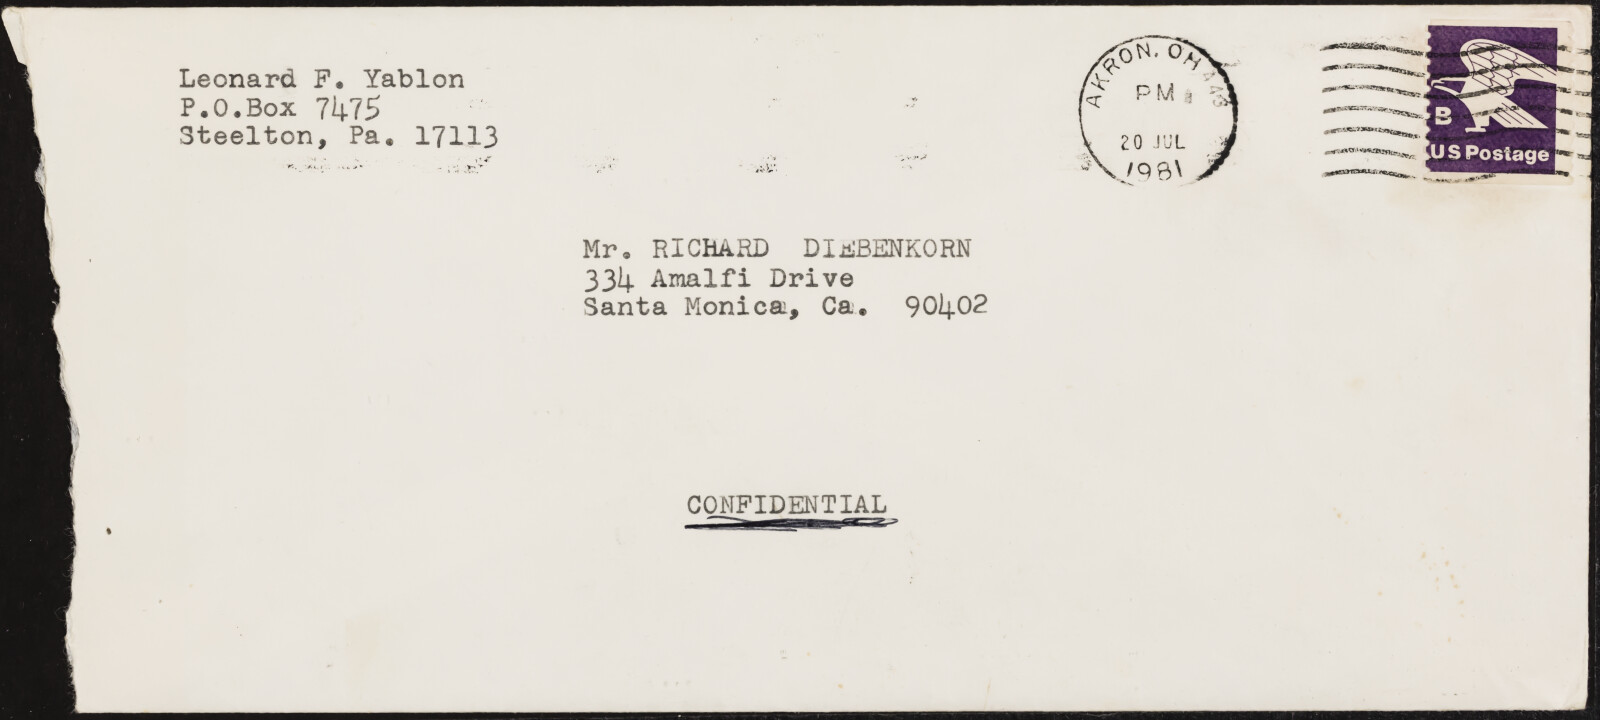 Leonard F. Yablon
P.O.Box 7475
Steelton, Pa. 17113
AKRON, OH
PM
20 JUL
1981
B
US Postage
Mr. RICHARD DIEBENKORN
334 Amalfi Drive
Santa Monica, Ca. 90402
CONFIDENTIAL